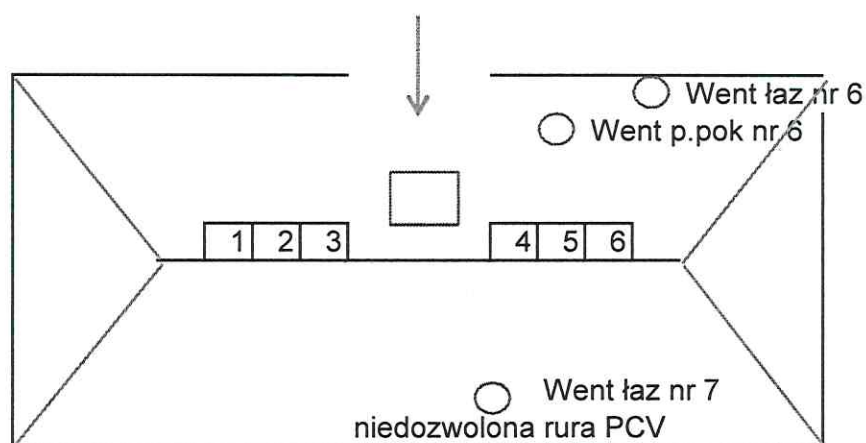 Went łaz nr 6
Went p.pok nr 6
1 2 3 4 5 6
Went łaz nr 7
niedozwolona rura PCV